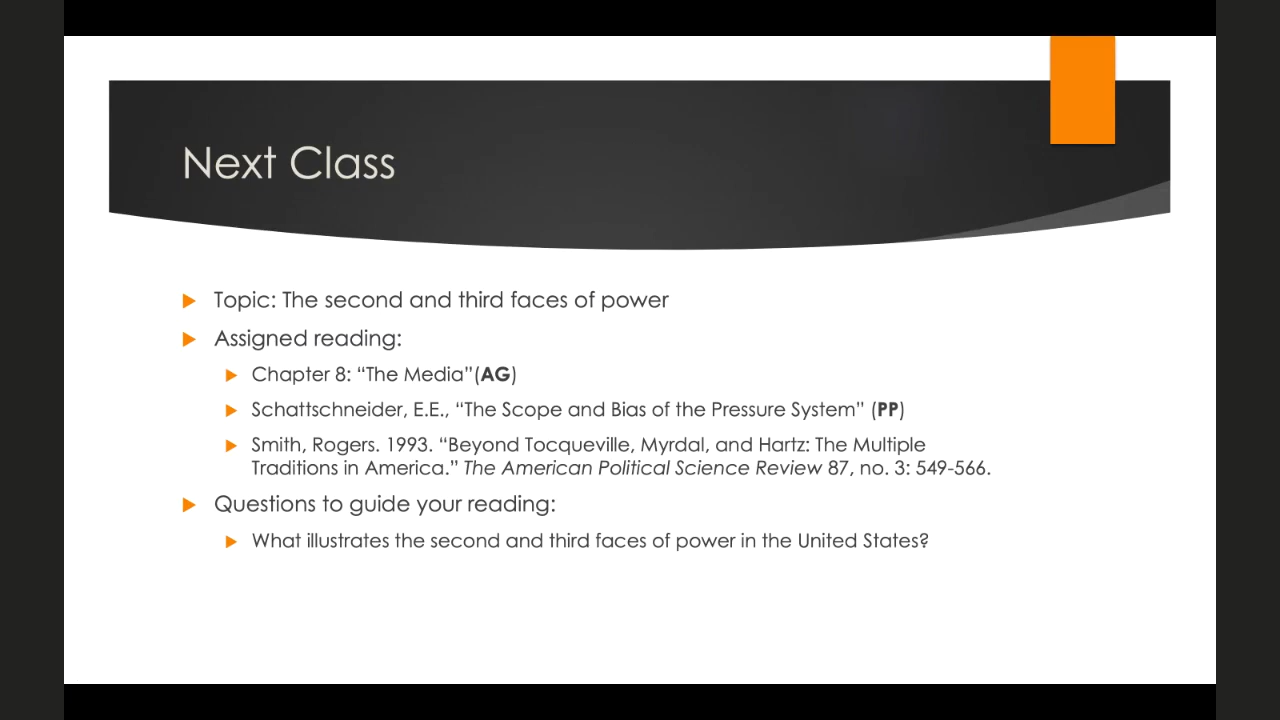 Next Class
Topic: The second and third faces of power
Assigned reading:
Chapter 8: “The Media”(AG)
Schattschneider, E.E., “The Scope and Bias of the Pressure System” (PP)
Smith, Rogers. 1993. “Beyond Tocqueville, Myrdal, and Hartz: The Multiple
Traditions in America.” The American Political Science Review 87, no. 3: 549-566.
Questions to guide your reading:
What illustrates the second and third faces of power in the United States?